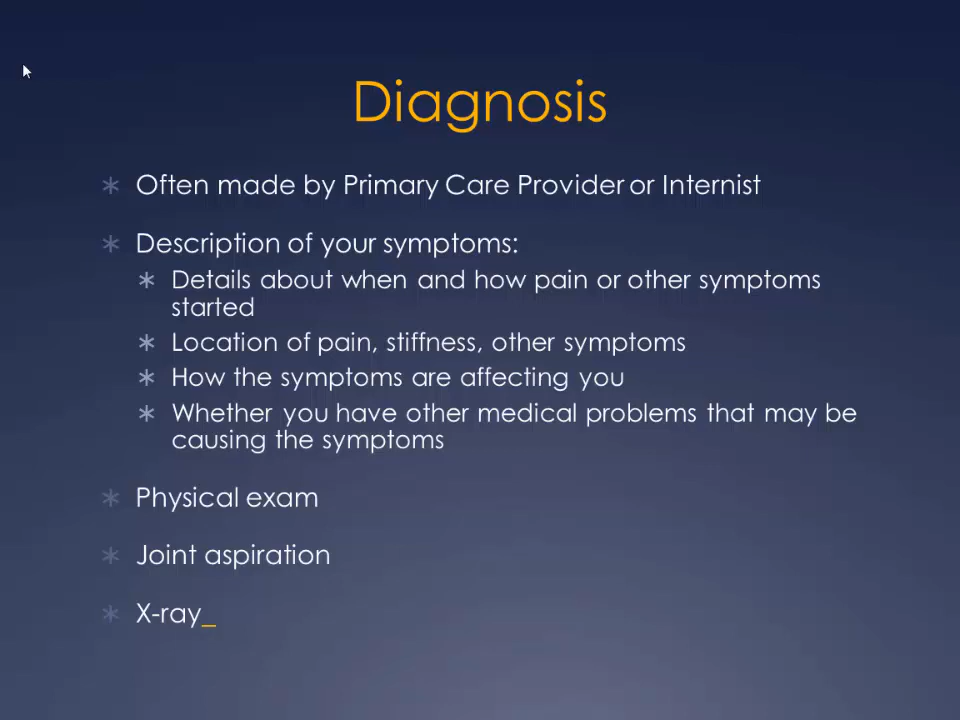 Diagnosis
Often made by Primary Care Provider or Internist
Description of your symptoms:
Details about when and how pain or other symptoms
started
Location of pain, stiffness, other symptoms
How the symptoms are affecting you
Whether you have other medical problems that may be
causing the symptoms
Physical exam
Joint aspiration
X-ray_